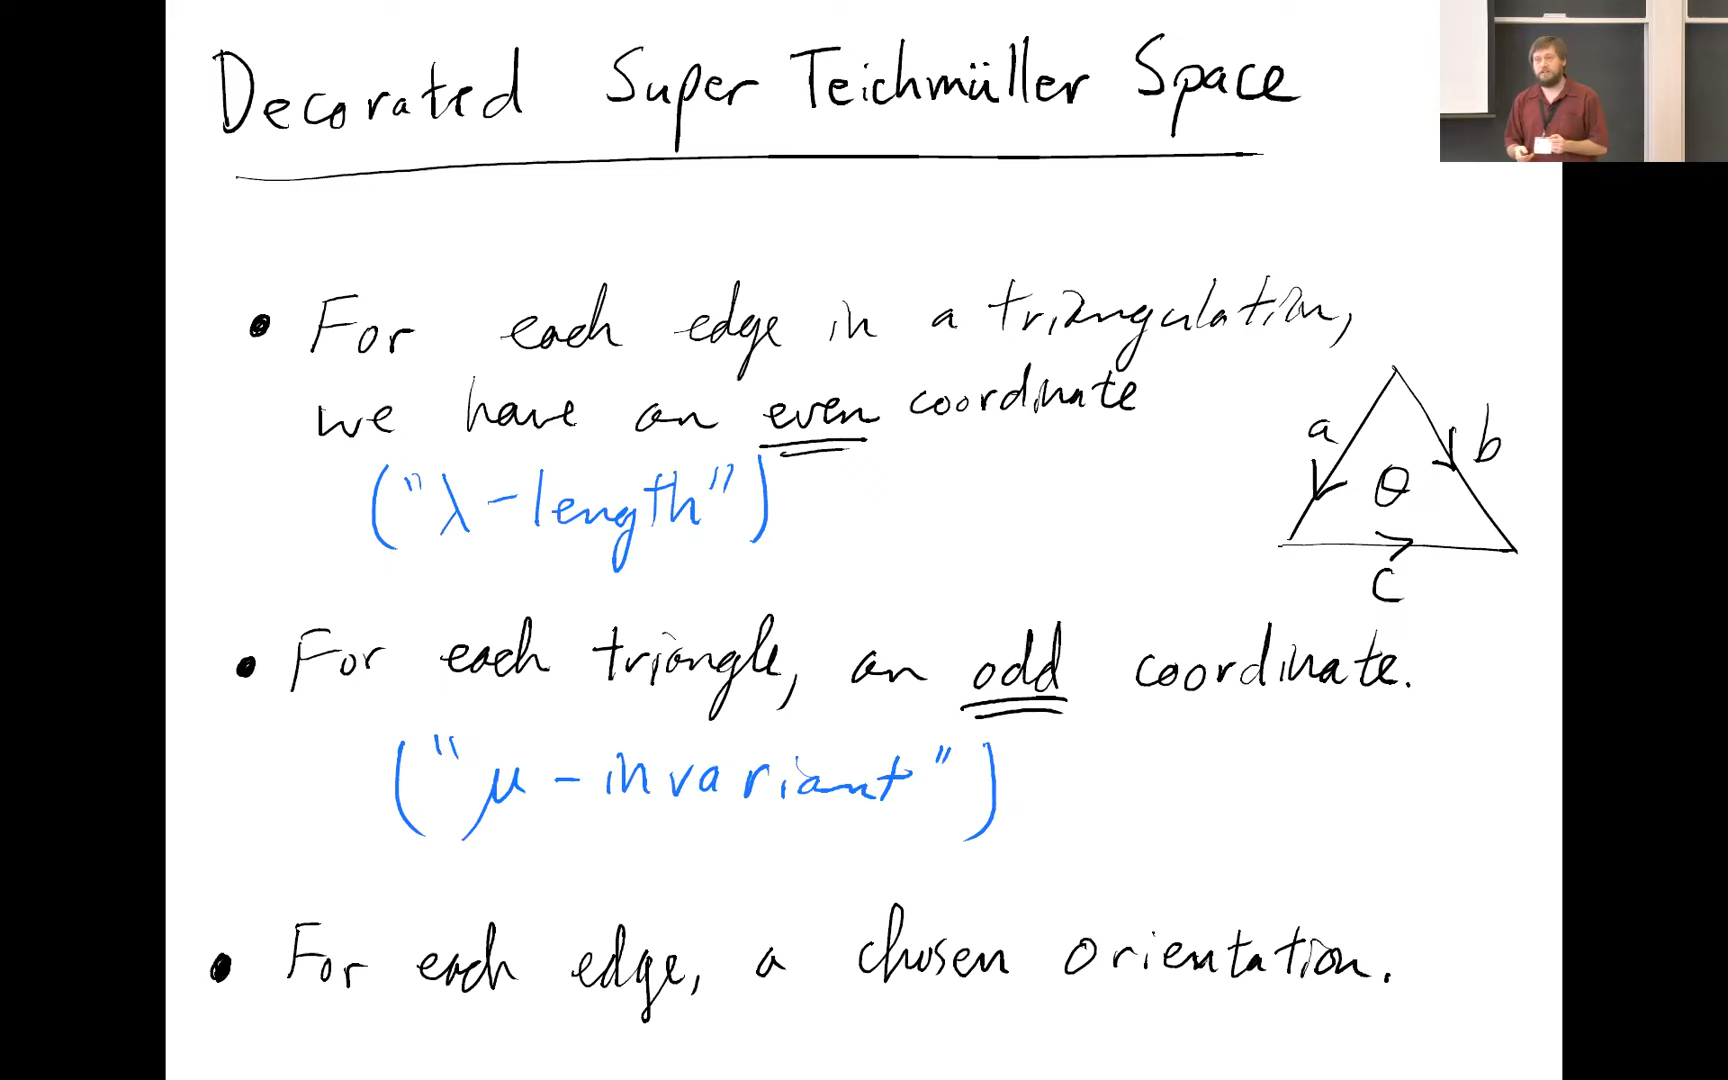 Decorated Super Teichmüller Space
• For each edge in a triangulation,
we have an even coordinate
("λ-length")
a
b
θ
c
• For each triangle, an odd coordinate.
("μ-invariant")
• For each edge, a chosen orientation.